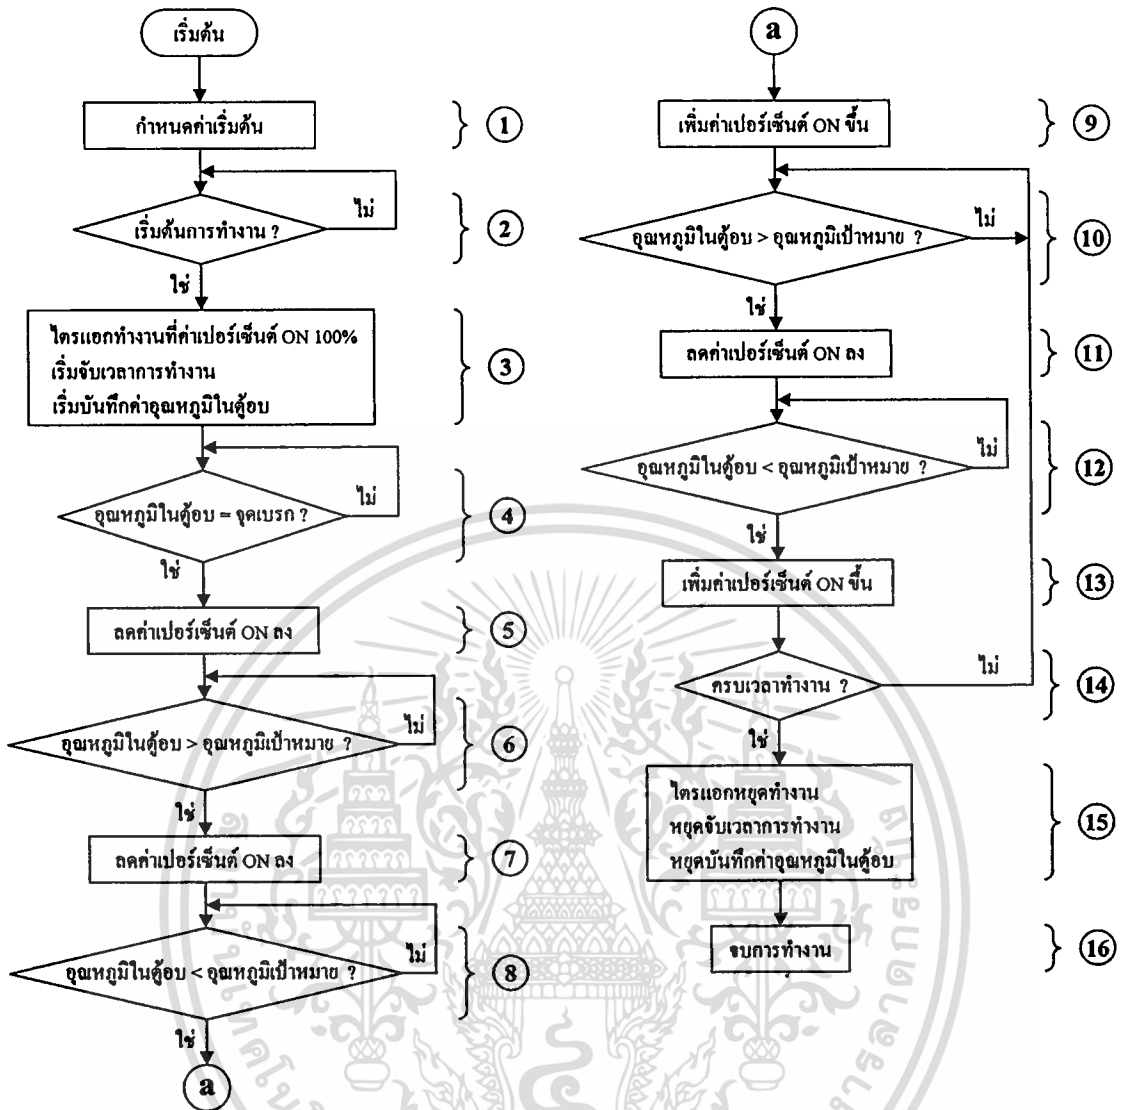 เริ่มต้น
กำหนดค่าเริ่มต้น
1
เริ่มต้นการทำงาน ?
ไม่
2
ใช่
ไตรแอกทำงานที่ค่าเปอร์เซ็นต์ ON 100%
เริ่มจับเวลาการทำงาน
เริ่มบันทึกค่าอุณหภูมิในตู้อบ
3
อุณหภูมิในตู้อบ = จุดเบรก ?
ไม่
4
ใช่
ลดค่าเปอร์เซ็นต์ ON ลง
5
อุณหภูมิในตู้อบ > อุณหภูมิเป้าหมาย ?
ไม่
6
ใช่
ลดค่าเปอร์เซ็นต์ ON ลง
7
อุณหภูมิในตู้อบ < อุณหภูมิเป้าหมาย ?
ไม่
8
ใช่
a
a
เพิ่มค่าเปอร์เซ็นต์ ON ขึ้น
9
อุณหภูมิในตู้อบ > อุณหภูมิเป้าหมาย ?
ไม่
10
ใช่
ลดค่าเปอร์เซ็นต์ ON ลง
11
อุณหภูมิในตู้อบ < อุณหภูมิเป้าหมาย ?
ไม่
12
ใช่
เพิ่มค่าเปอร์เซ็นต์ ON ขึ้น
13
ครบเวลาทำงาน ?
ไม่
14
ใช่
ไตรแอกหยุดทำงาน
หยุดจับเวลาการทำงาน
หยุดบันทึกค่าอุณหภูมิในตู้อบ
15
จบการทำงาน
16